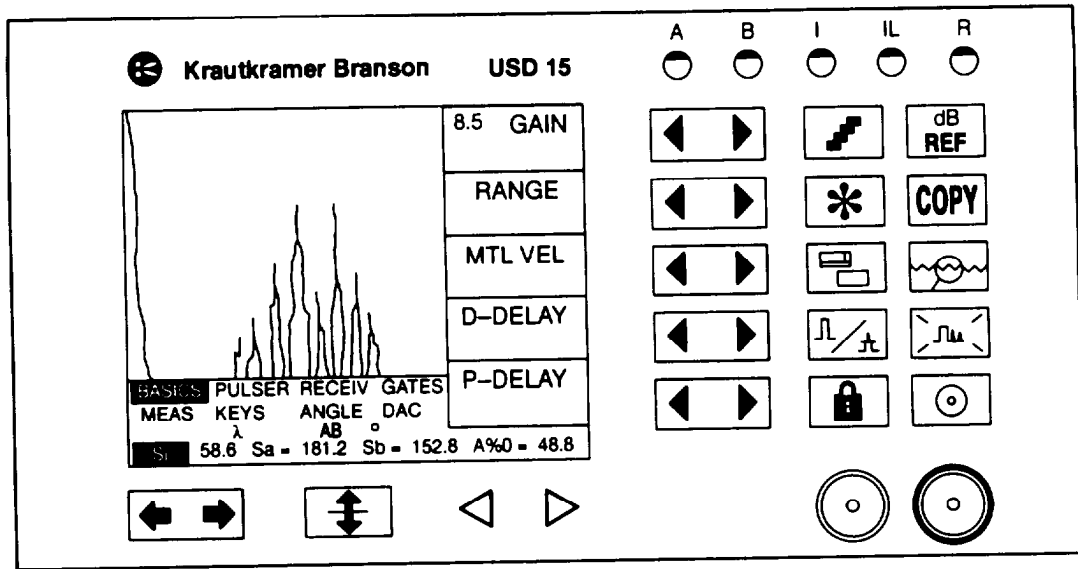 A B I IL R
Krautkramer Branson USD 15
8.5 GAIN
dB
REF
RANGE
COPY
MTL VEL
D–DELAY
P–DELAY
BASICS PULSER RECEIV GATES
MEAS KEYS ANGLE DAC
λ AB °
58.6 Sa = 181.2 Sb = 152.8 A%0 = 48.8